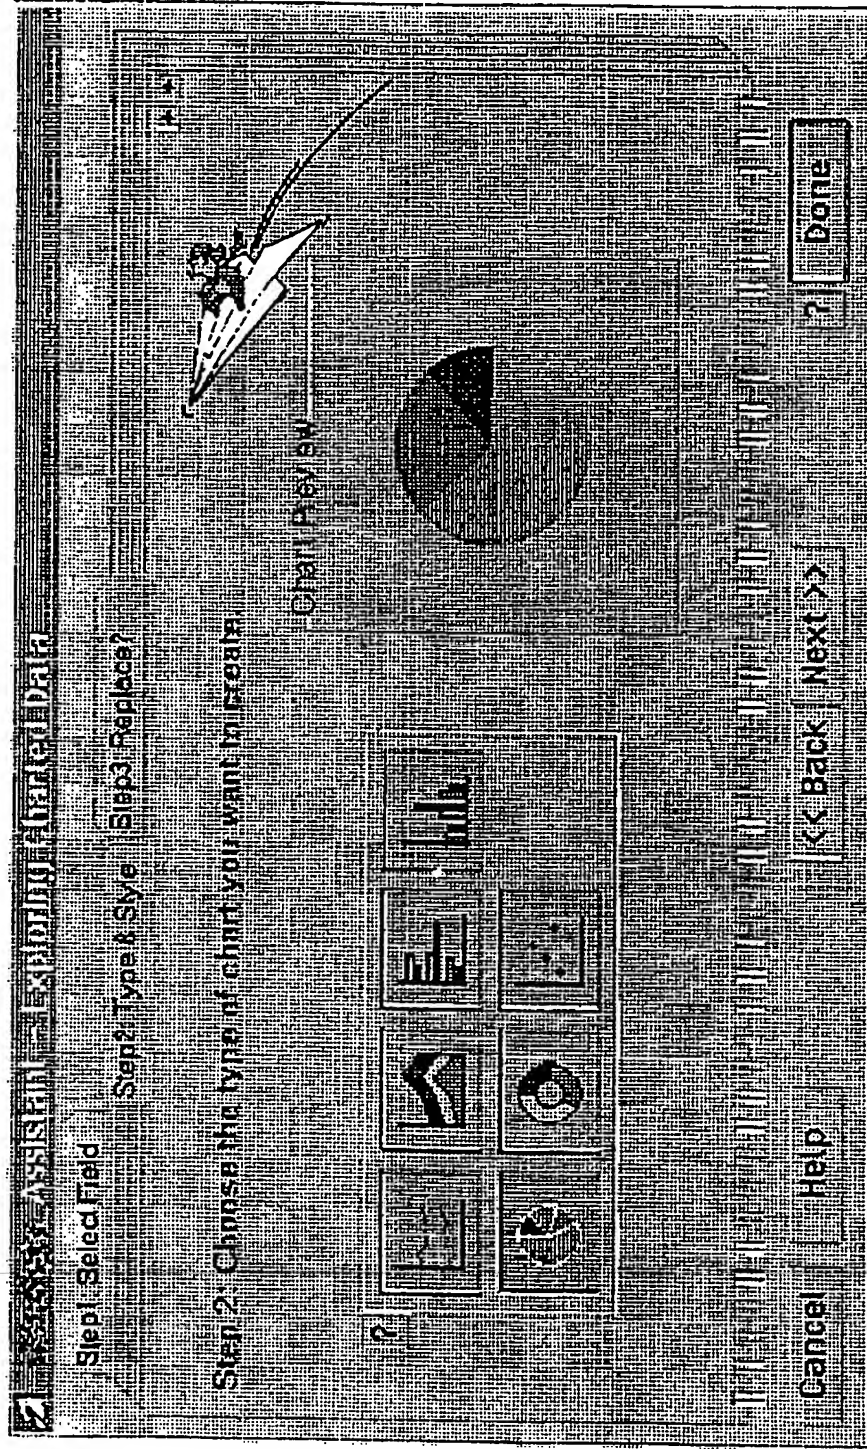 Assistant - Exploring Charted Data
Step1: Select Field
Step2: Type & Style
Step3: Replace?
Step 2: Choose the type of chart you want to create.
?
Chart Preview
Cancel
Help
<< Back
Next >>
?
Done